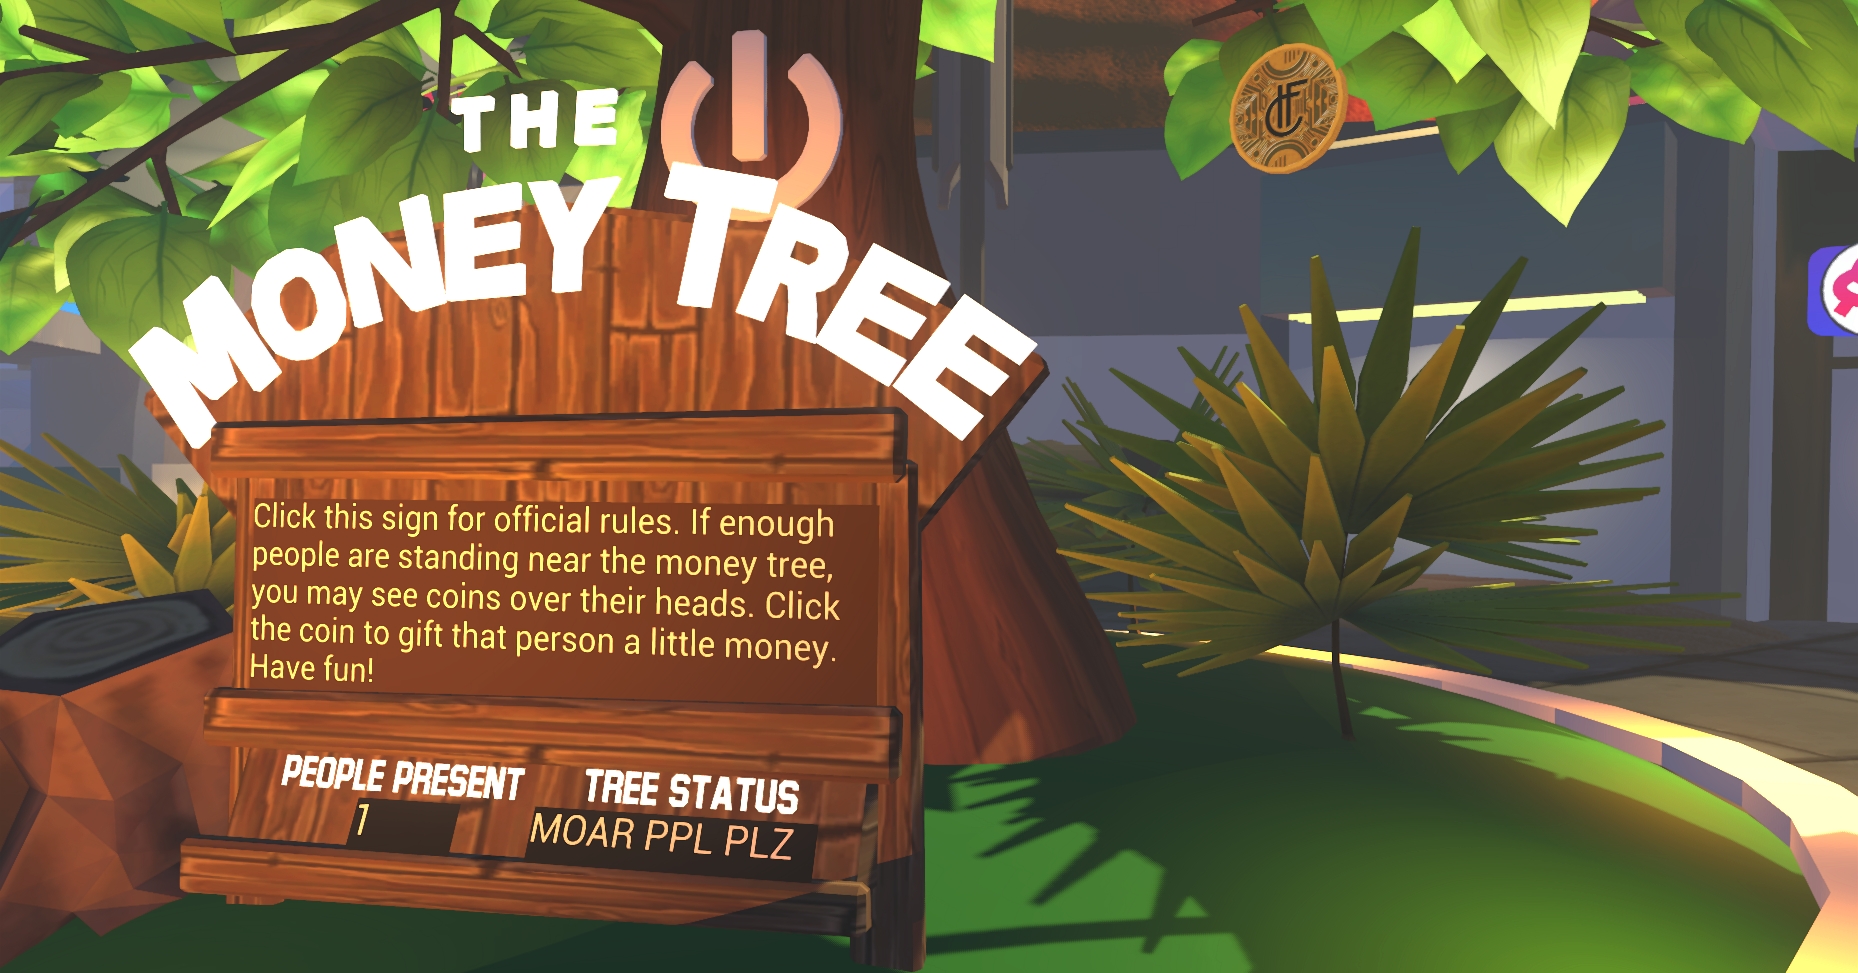 THE
MONEY TREE
Click this sign for official rules. If enough
people are standing near the money tree,
you may see coins over their heads. Click
the coin to gift that person a little money.
Have fun!
PEOPLE PRESENT TREE STATUS
1 MOAR PPL PLZ